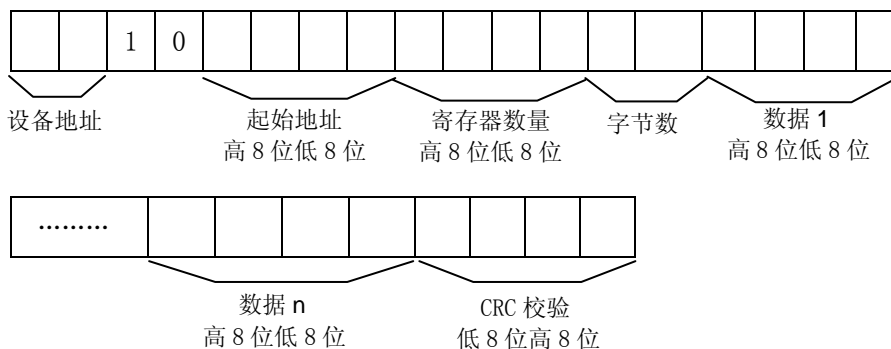 1 0
设备地址 起始地址 寄存器数量 字节数 数据 1
高 8 位低 8 位 高 8 位低 8 位 高 8 位低 8 位
………
数据 n CRC 校验
高 8 位低 8 位 低 8 位高 8 位